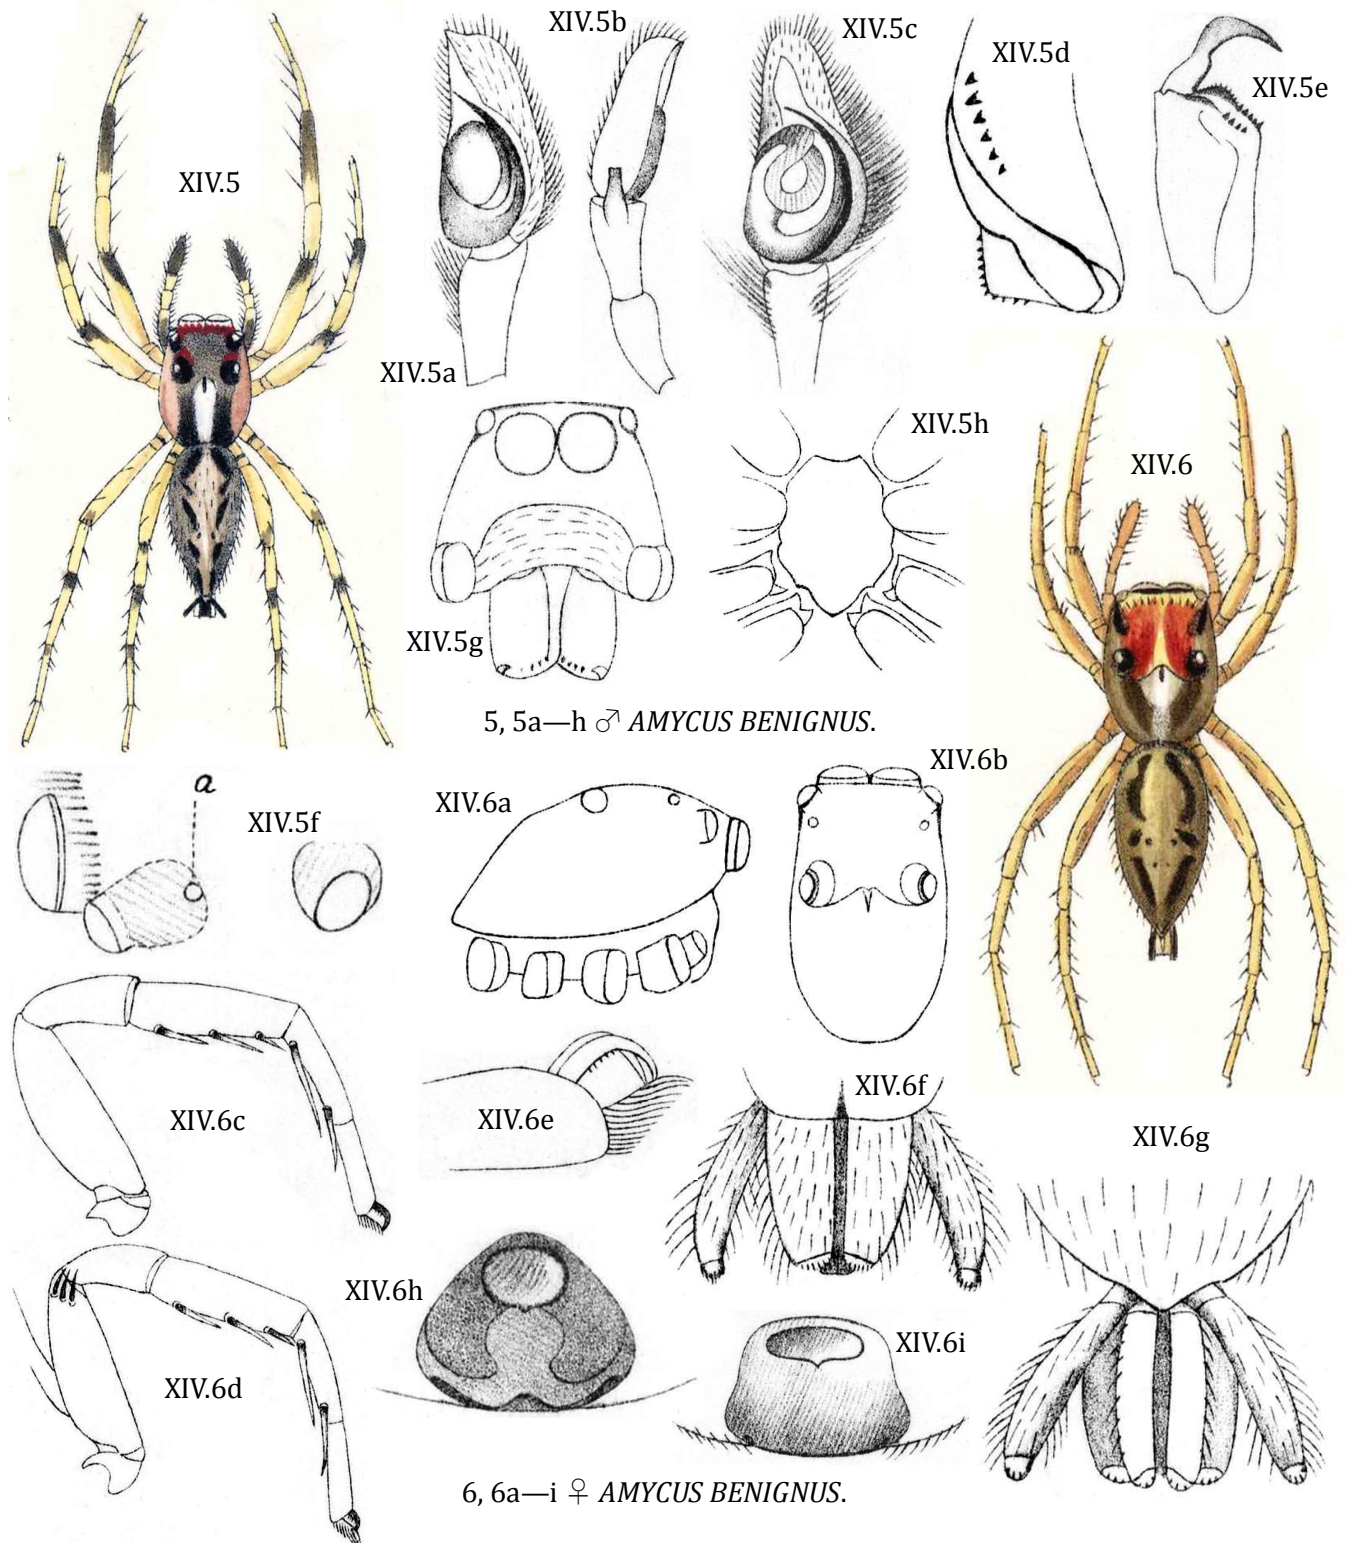 XIV.5b
XIV.5c
XIV.5d
XIV.5e
XIV.5
XIV.5a
XIV.5h
XIV.6
XIV.5g
5, 5a—h ♂ AMYCUS BENIGNUS.
a
XIV.5f
XIV.6a
XIV.6b
XIV.6c
XIV.6e
XIV.6f
XIV.6g
XIV.6h
XIV.6i
XIV.6d
6, 6a—i ♀ AMYCUS BENIGNUS.